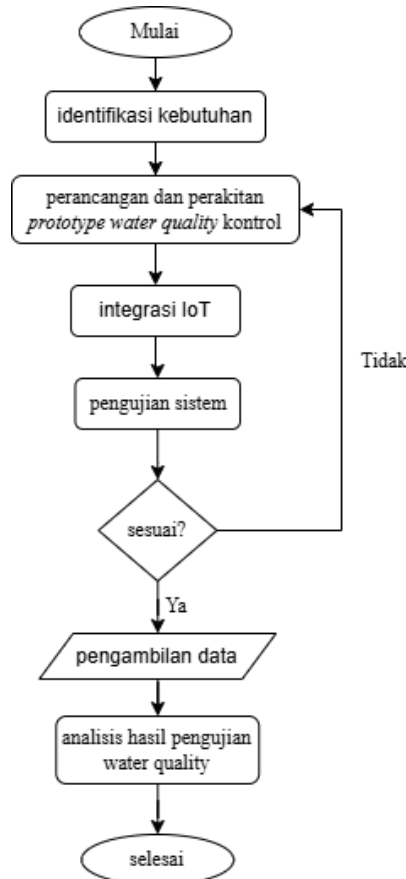 Mulai
identifikasi kebutuhan
perancangan dan perakitan
prototype water quality kontrol
integrasi IoT
Tidak
pengujian sistem
sesuai?
Ya
pengambilan data
analisis hasil pengujian
water quality
selesai